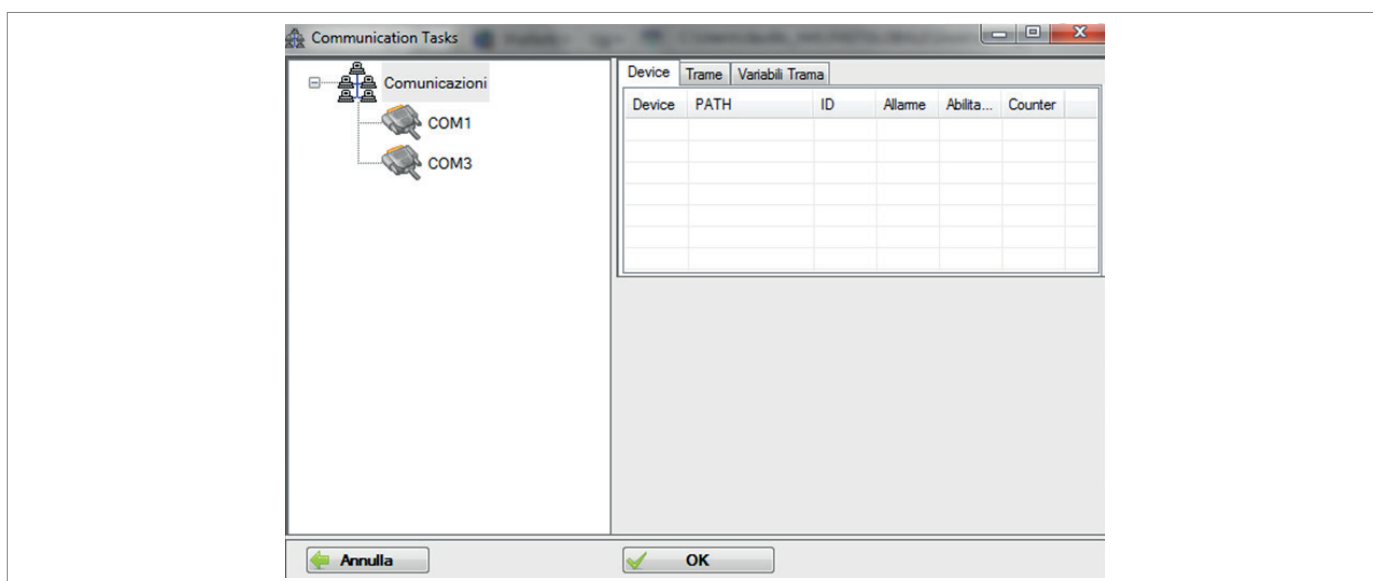 Communication Tasks
Comunicazioni
COM1
COM3
Device Trame Variabili Trama
Device PATH ID Allarme Abilita... Counter
Annulla OK